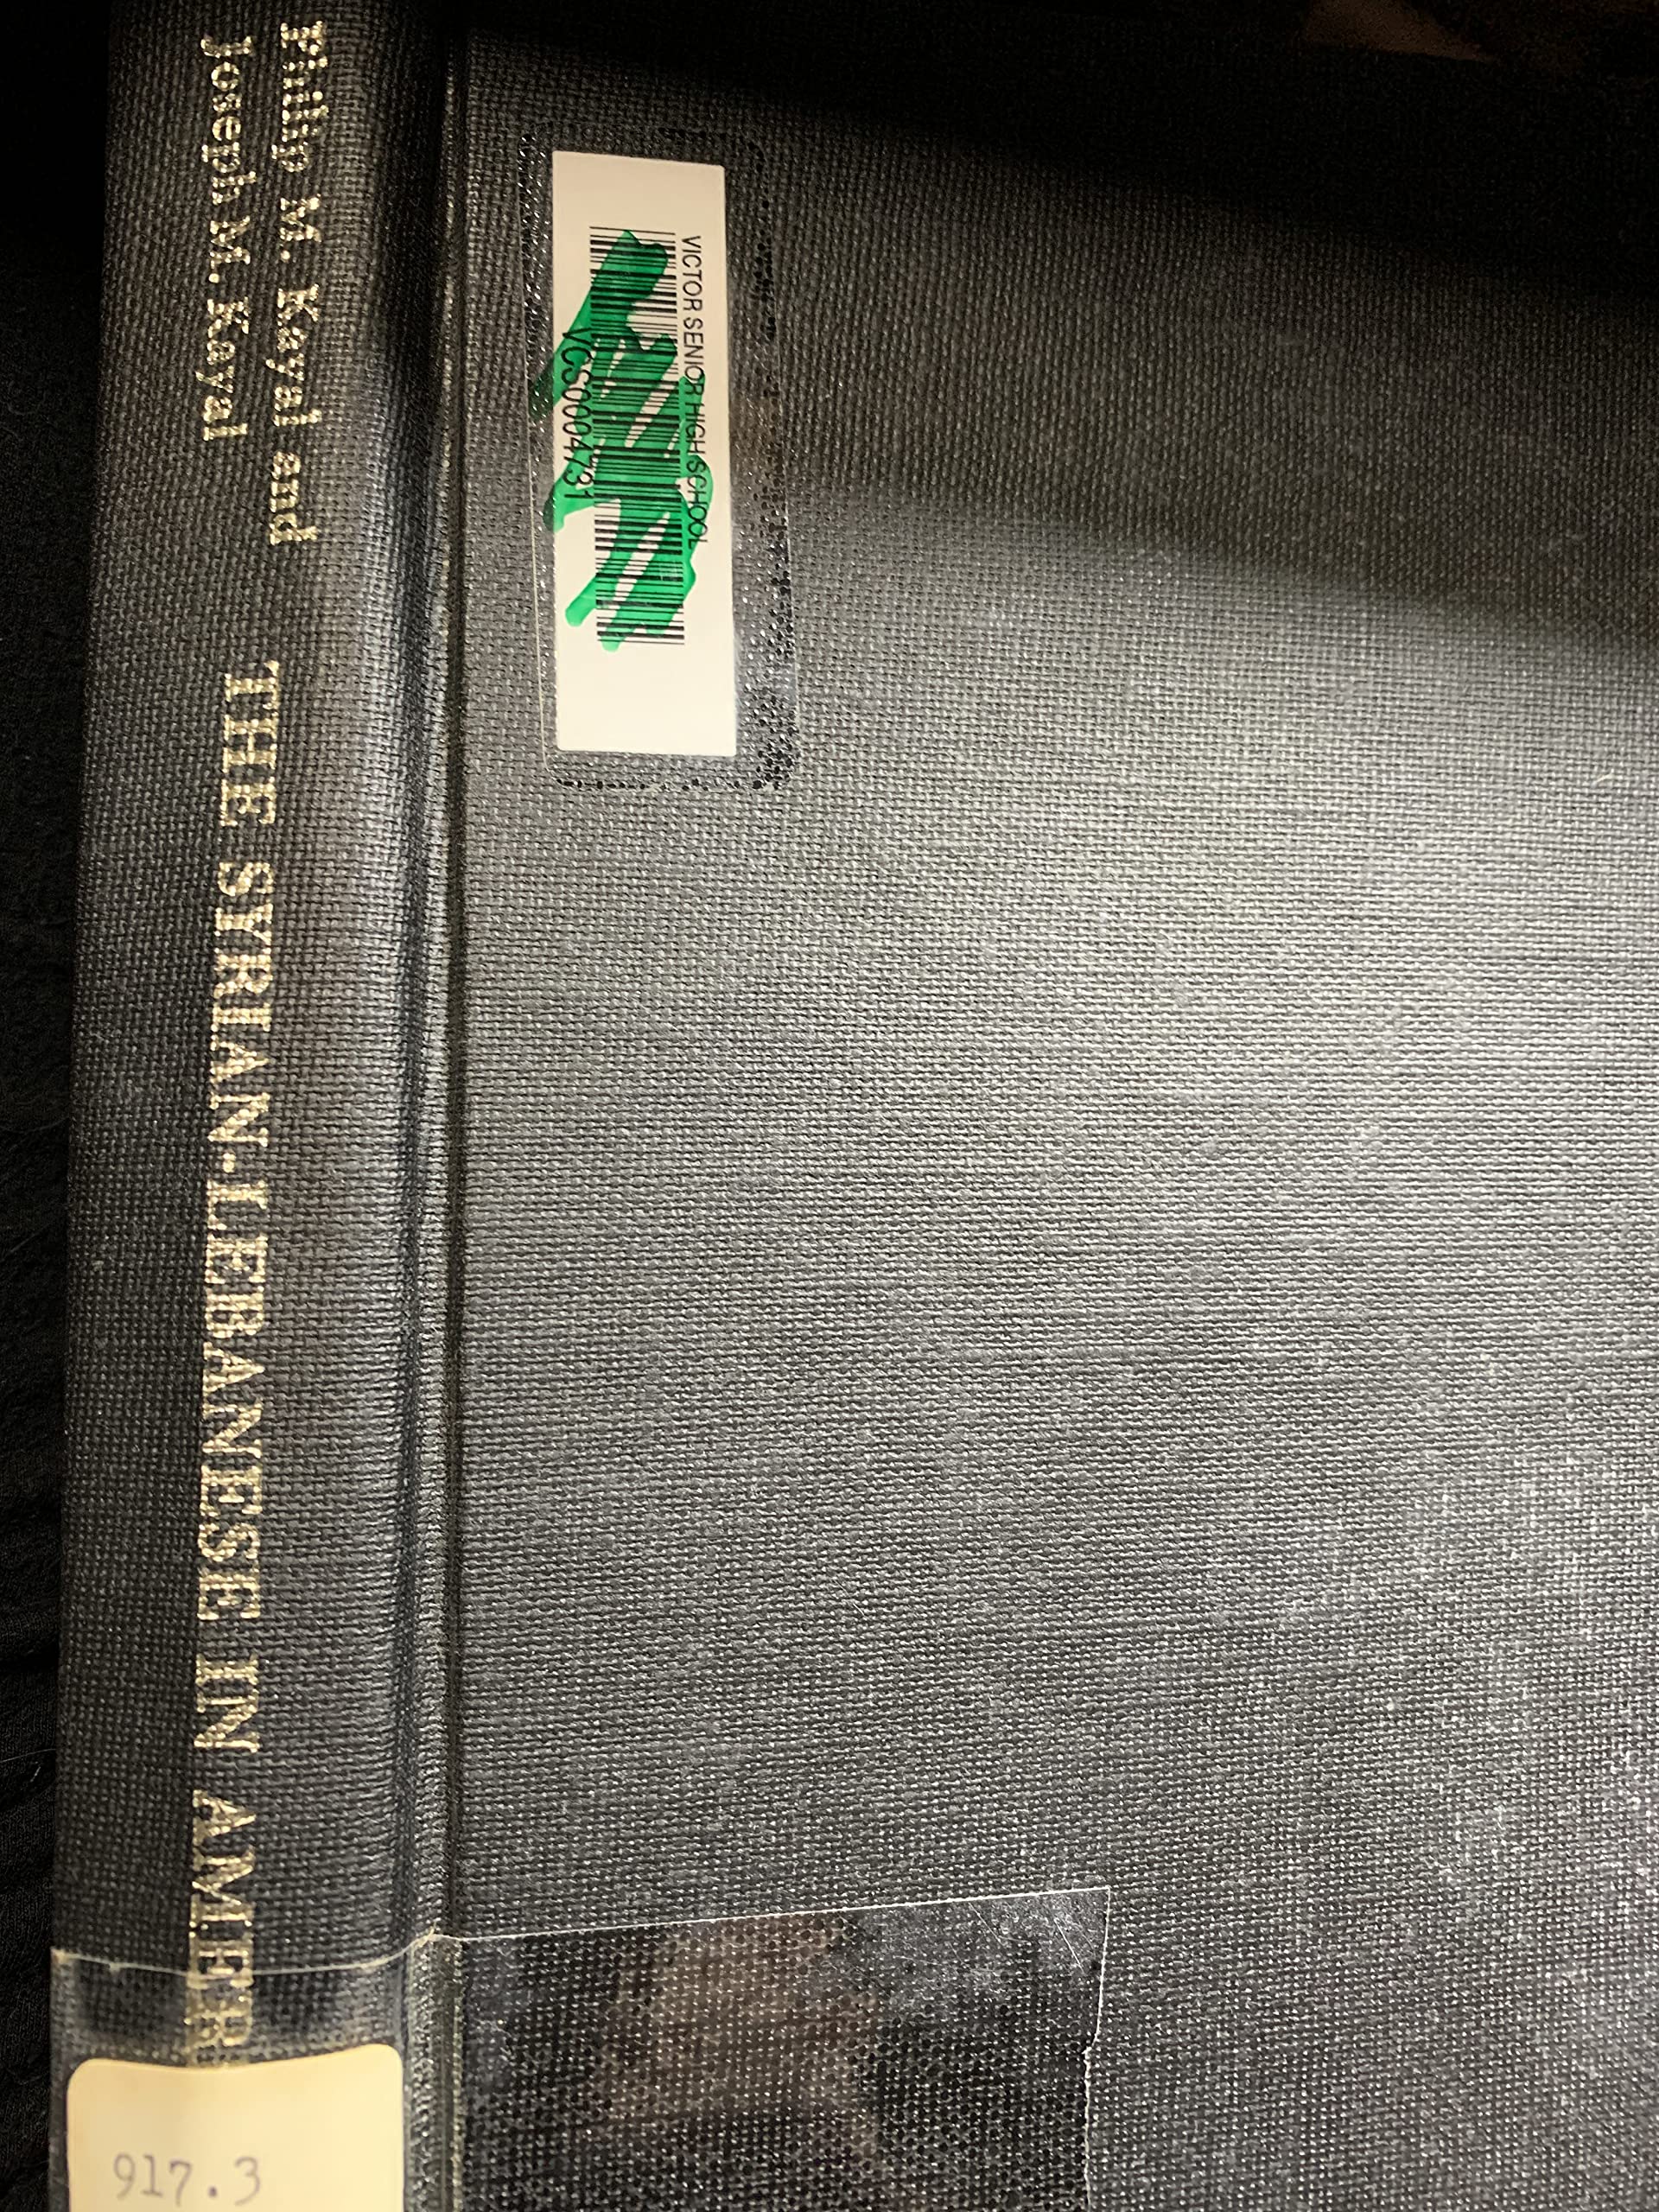 Philip M. Kayal and
Joseph M. Kayal
THE SYRIAN-LEBANESE IN AMER
VICTOR SENIOR HIGH SCHOOL
VCS0004731
917.3